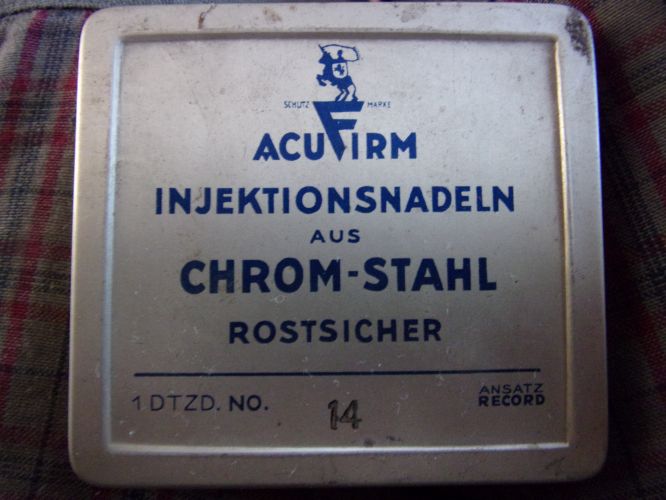 SCHUTZ MARKE
ACUFIRM
INJEKTIONSNADELN
AUS
CHROM-STAHL
ROSTSICHER
1 DTZD. NO. 14
ANSATZ
RECORD